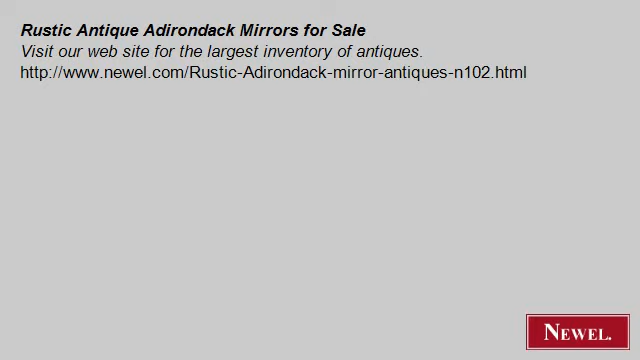 Rustic Antique Adirondack Mirrors for Sale
Visit our web site for the largest inventory of antiques.
http://www.newel.com/Rustic-Adirondack-mirror-antiques-n102.html
NEWEL.